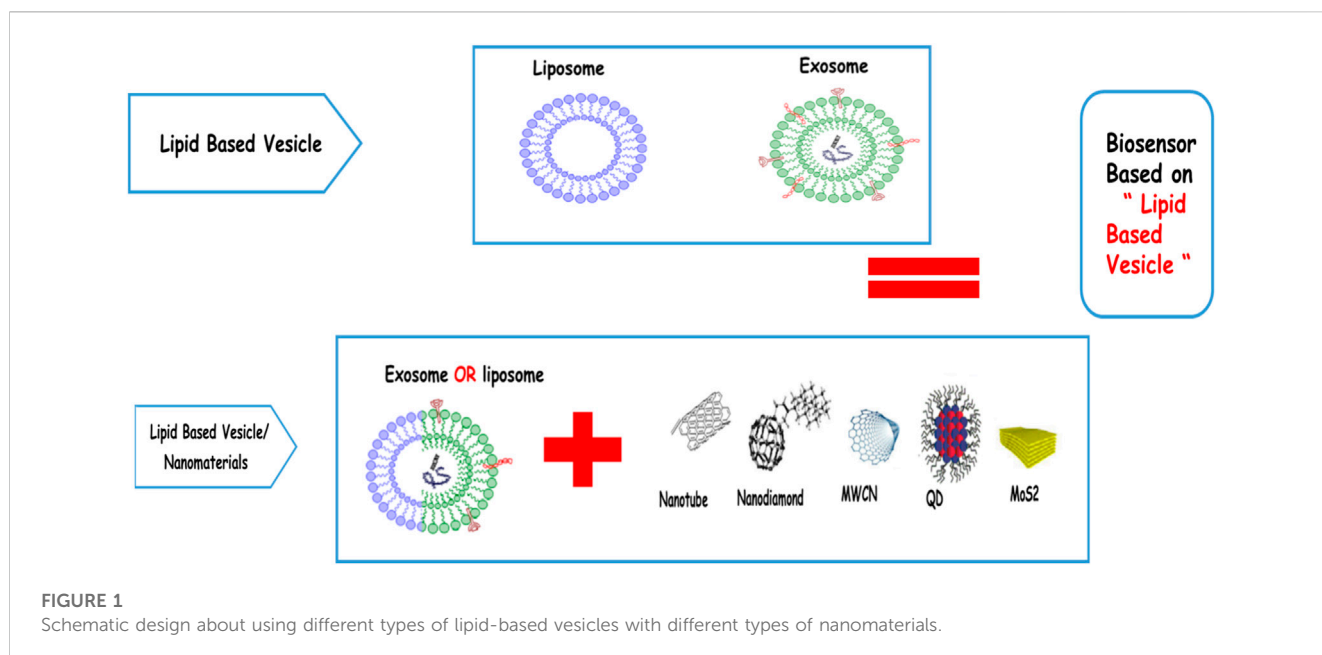 Liposome
Exosome
Lipid Based Vesicle
Biosensor
Based on
" Lipid
Based
Vesicle "
Exosome OR liposome
Lipid Based Vesicle/
Nanomaterials
Nanotube
Nanodiamond
MWCN
QD
MoS2
FIGURE 1
Schematic design about using different types of lipid-based vesicles with different types of nanomaterials.